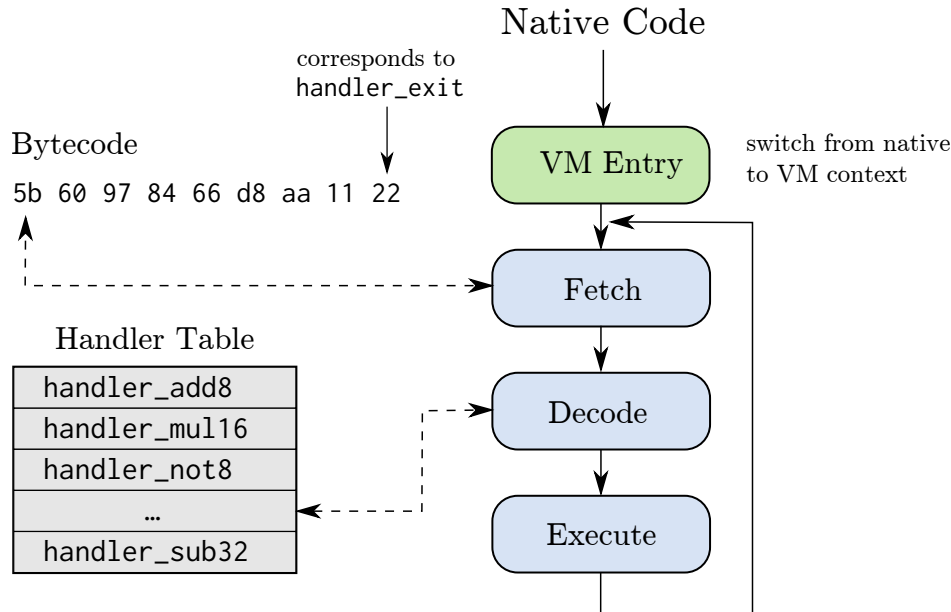 Native Code
corresponds to
handler_exit
Bytecode
5b 60 97 84 66 d8 aa 11 22
VM Entry
switch from native
to VM context
Fetch
Handler Table
handler_add8
handler_mul16
handler_not8
…
handler_sub32
Decode
Execute